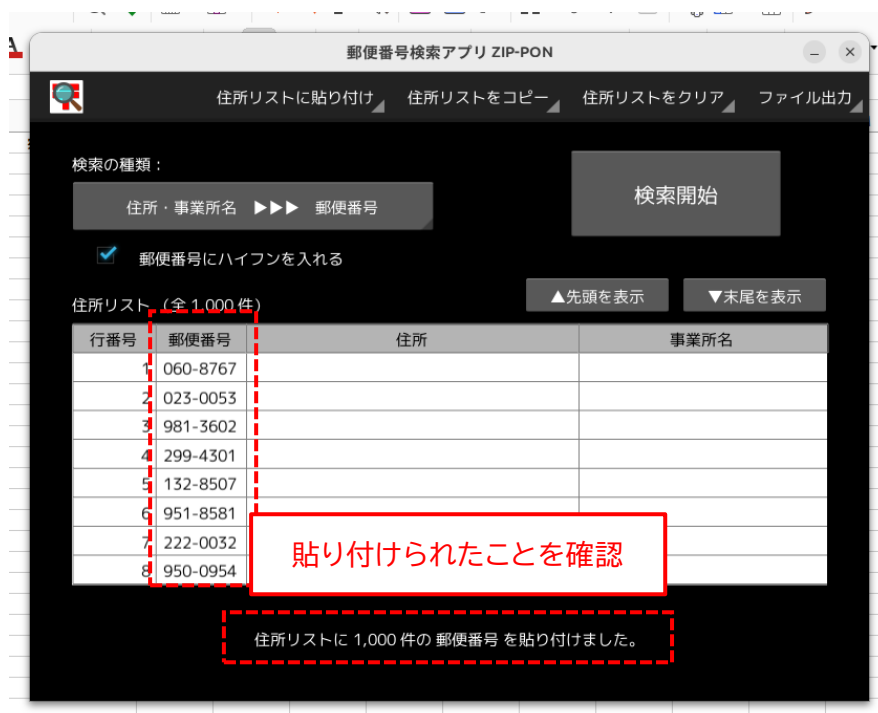 郵便番号検索アプリ ZIP-PON
住所リストに貼り付け 住所リストをコピー 住所リストをクリア ファイル出力
検索の種類：
住所・事業所名 ▶▶▶ 郵便番号
検索開始
郵便番号にハイフンを入れる
住所リスト （全 1,000 件）
▲先頭を表示 ▼末尾を表示
行番号 郵便番号 住所 事業所名
1 060-8767
2 023-0053
3 981-3602
4 299-4301
5 132-8507
6 951-8581
7 222-0032
8 950-0954
貼り付けられたことを確認
住所リストに 1,000 件の 郵便番号 を貼り付けました。